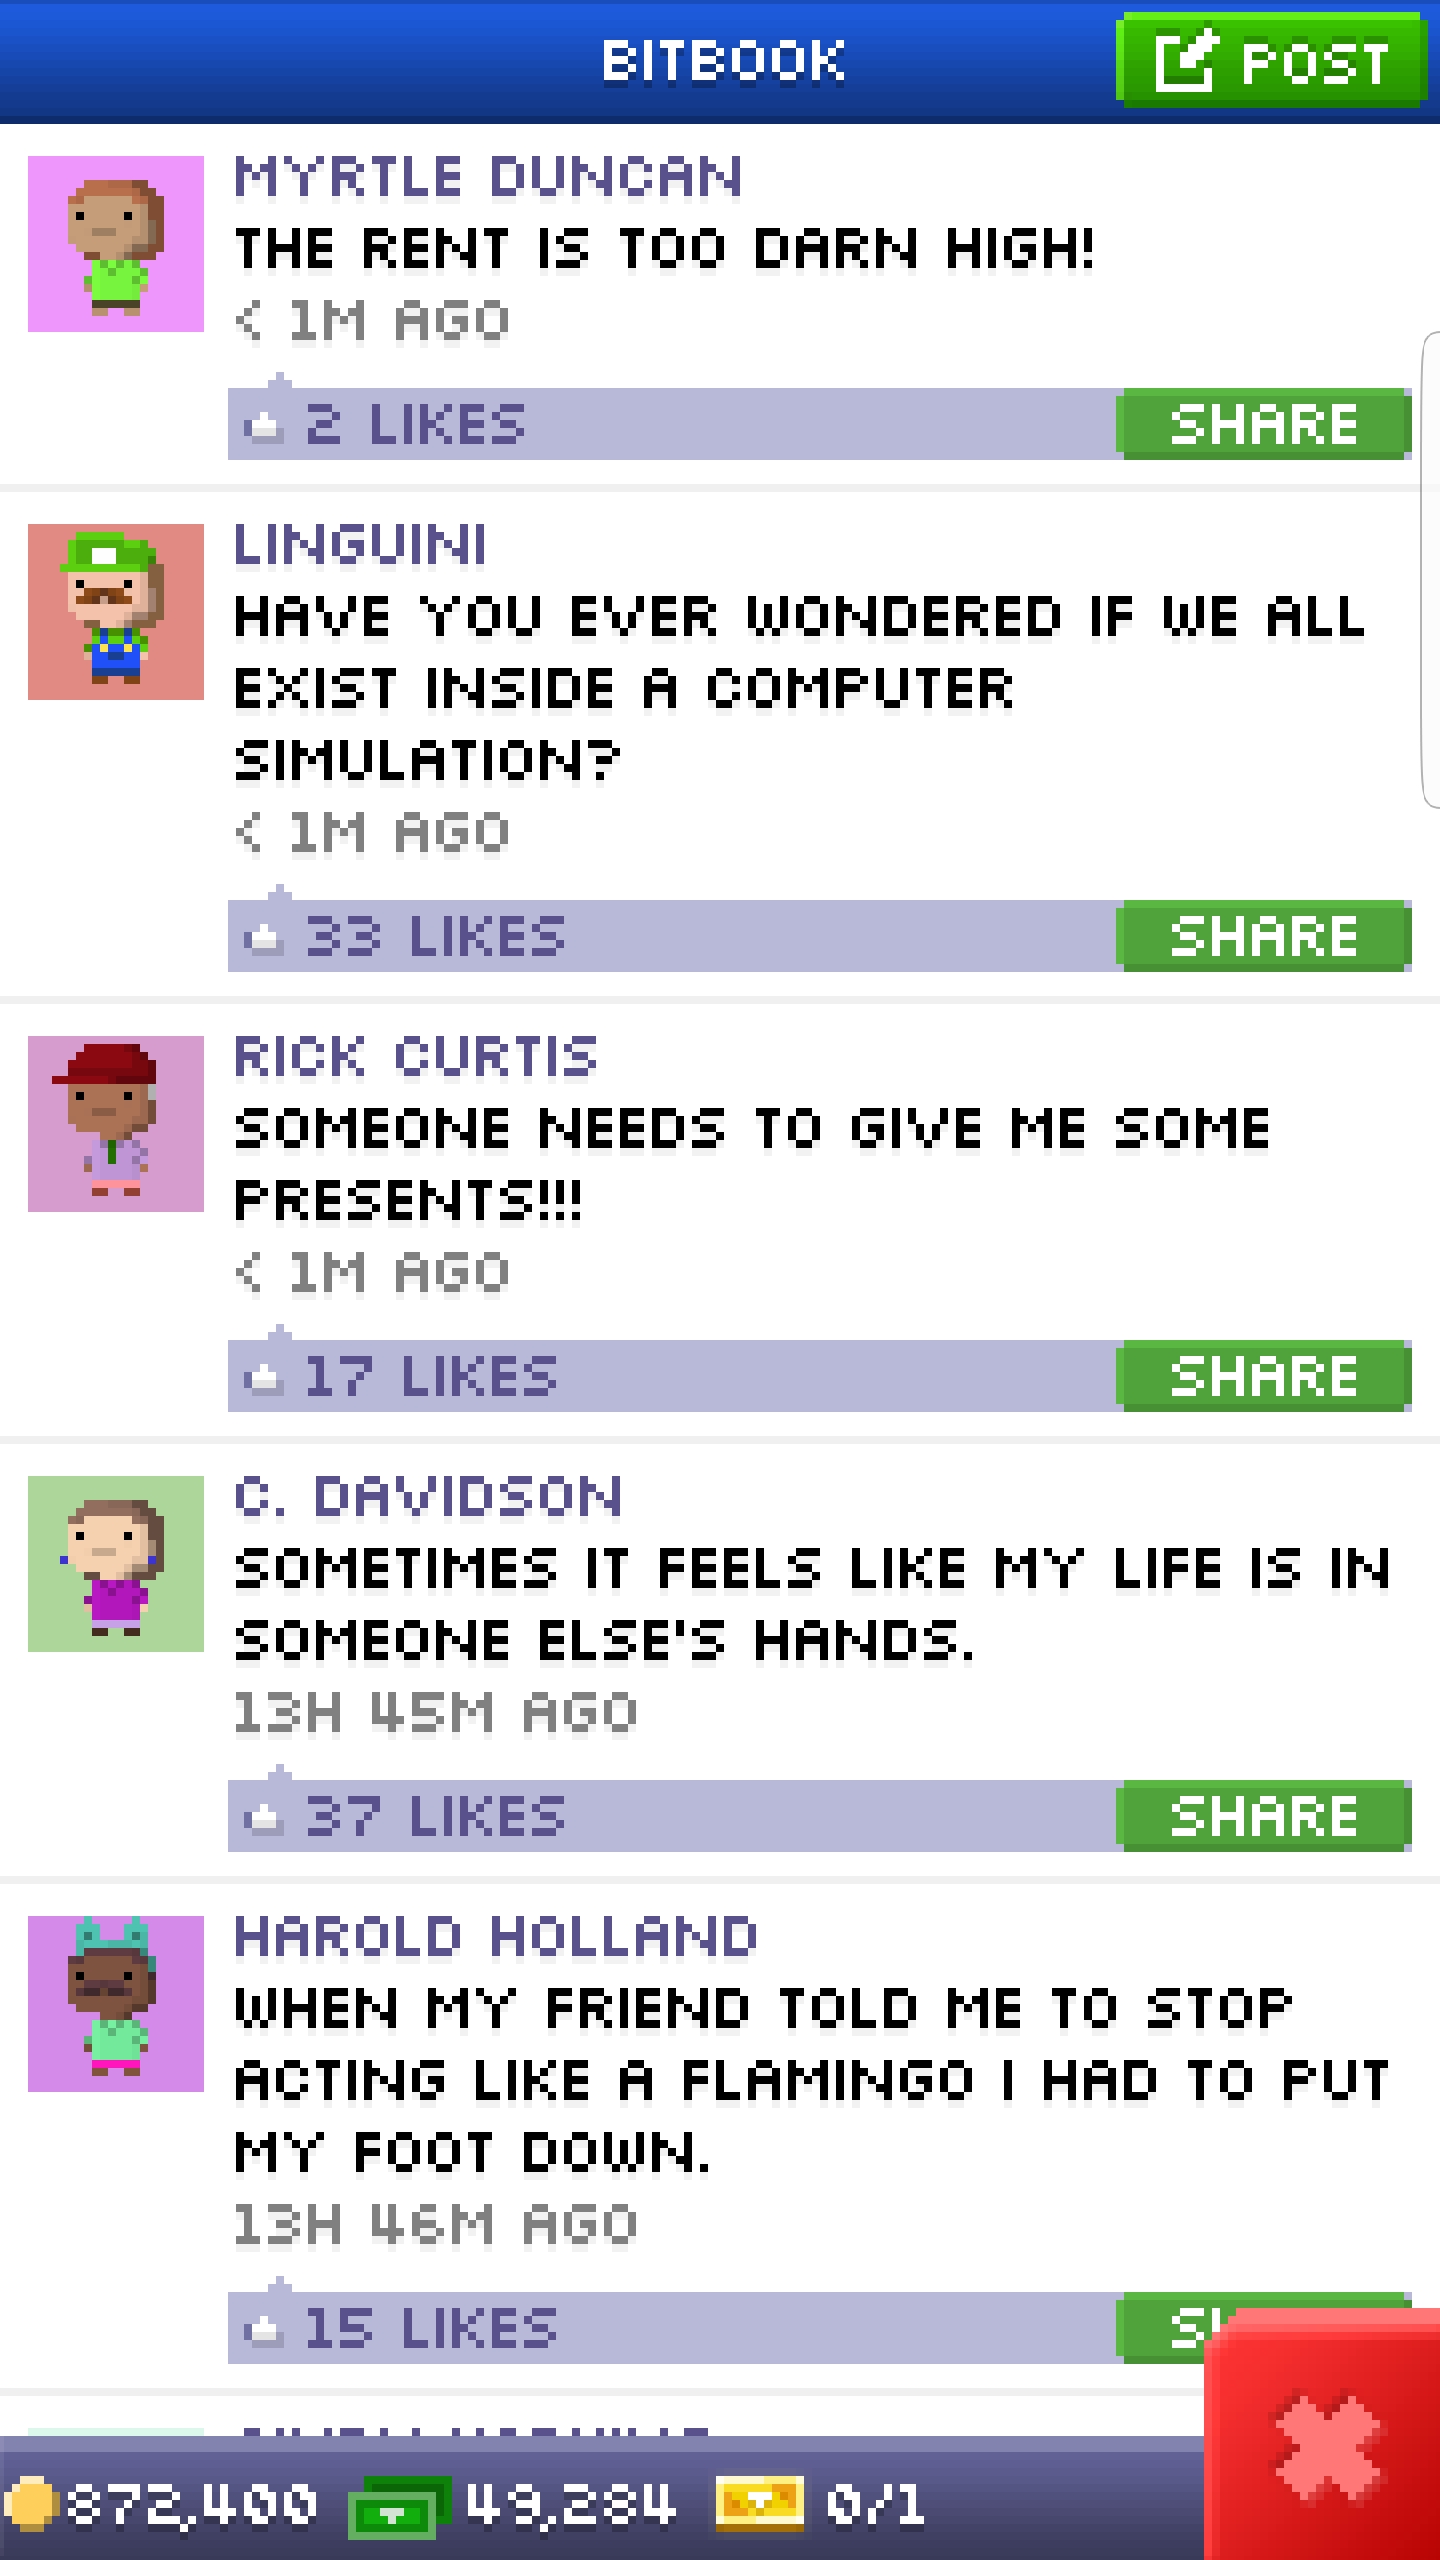 BITBOOK
POST
MYRTLE DUNCAN
THE RENT IS TOO DARN HIGH!
< 1M AGO
2 LIKES
SHARE
LINGUINI
HAVE YOU EVER WONDERED IF WE ALL
EXIST INSIDE A COMPUTER
SIMULATION?
< 1M AGO
33 LIKES
SHARE
RICK CURTIS
SOMEONE NEEDS TO GIVE ME SOME
PRESENTS!!!
< 1M AGO
17 LIKES
SHARE
C. DAVIDSON
SOMETIMES IT FEELS LIKE MY LIFE IS IN
SOMEONE ELSE'S HANDS.
13H 45M AGO
37 LIKES
SHARE
HAROLD HOLLAND
WHEN MY FRIEND TOLD ME TO STOP
ACTING LIKE A FLAMINGO I HAD TO PUT
MY FOOT DOWN.
13H 46M AGO
15 LIKES
872,400
49,284
0/1